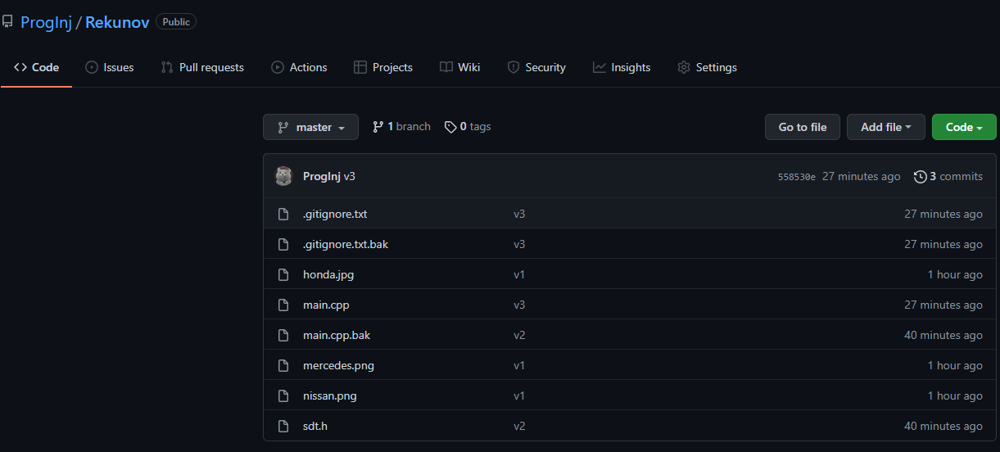 ProgInj / Rekunov Public
Code Issues Pull requests Actions Projects Wiki Security Insights Settings
master 1 branch 0 tags Go to file Add file Code
ProgInj v3 558530e 27 minutes ago 3 commits
.gitignore.txt v3 27 minutes ago
.gitignore.txt.bak v3 27 minutes ago
honda.jpg v1 1 hour ago
main.cpp v3 27 minutes ago
main.cpp.bak v2 40 minutes ago
mercedes.png v1 1 hour ago
nissan.png v1 1 hour ago
sdt.h v2 40 minutes ago